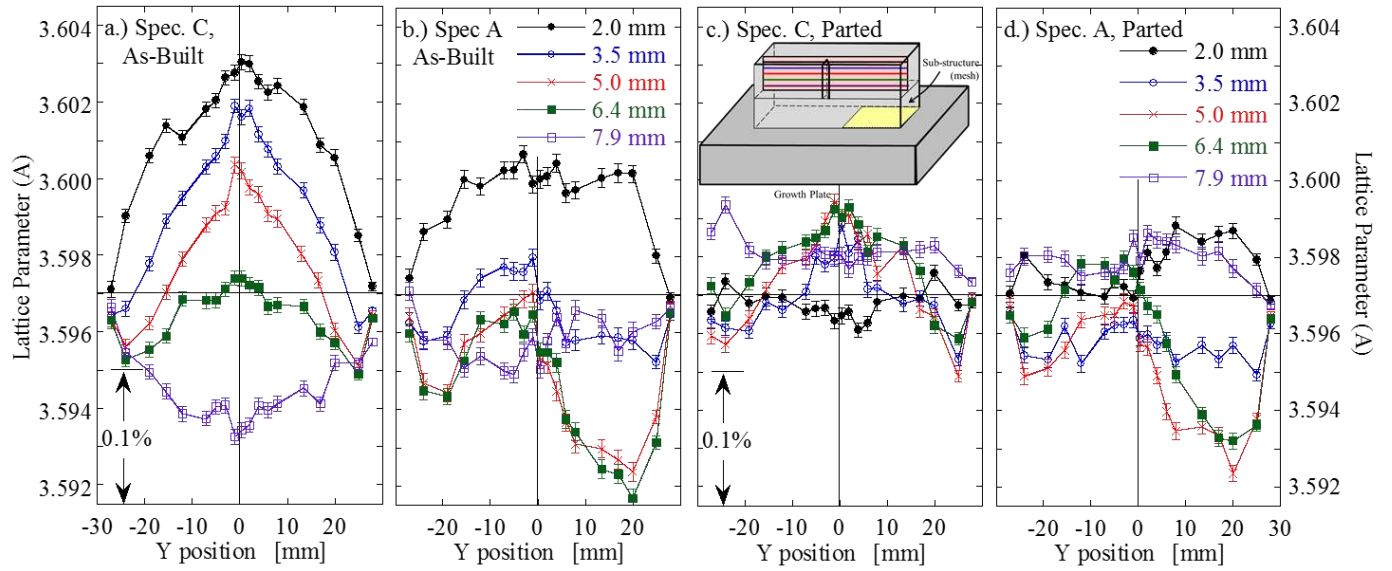 3.604
3.602
3.600
3.598
3.596
3.594
3.592
Lattice Parameter (A)
a.) Spec. C,
As-Built
0.1%
-30 -20 -10 0 10 20
Y position [mm]
b.) Spec A
As-Built
2.0 mm
3.5 mm
5.0 mm
6.4 mm
7.9 mm
-20 -10 0 10 20
Y position [mm]
c.) Spec. C, Parted
Sub-structure
(mesh)
Growth Plate
0.1%
-20 -10 0 10 20
Y position [mm]
d.) Spec. A, Parted
2.0 mm
3.5 mm
5.0 mm
6.4 mm
7.9 mm
-20 -10 0 10 20 30
Y position [mm]
3.604
3.602
3.600
3.598
3.596
3.594
3.592
Lattice Parameter (A)